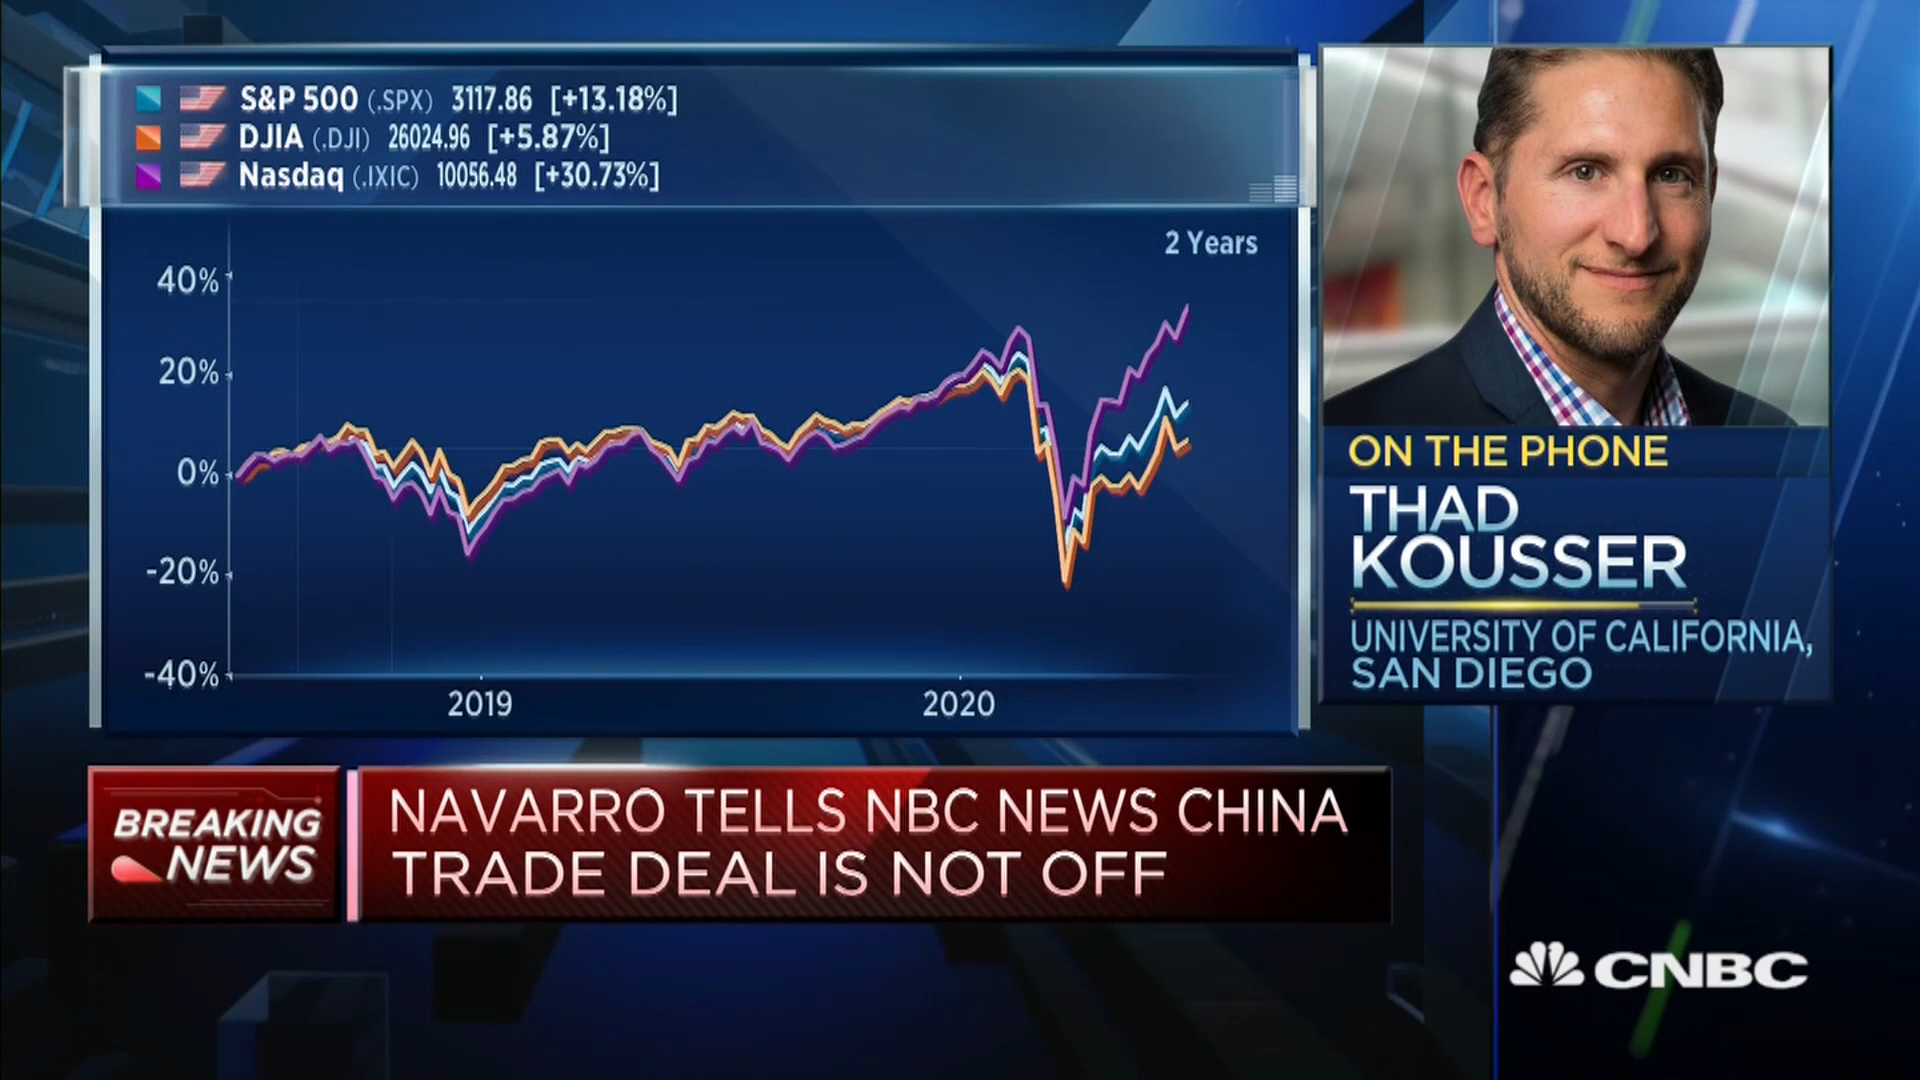 S&P 500 (.SPX) 3117.86 [+13.18%]
DJIA (.DJI) 26024.96 [+5.87%]
Nasdaq (.IXIC) 10056.48 [+30.73%]
2 Years
40%
20%
0%
-20%
-40%
2019 2020
ON THE PHONE
THAD
KOUSSER
UNIVERSITY OF CALIFORNIA,
SAN DIEGO
BREAKING
NEWS
NAVARRO TELLS NBC NEWS CHINA
TRADE DEAL IS NOT OFF
CNBC